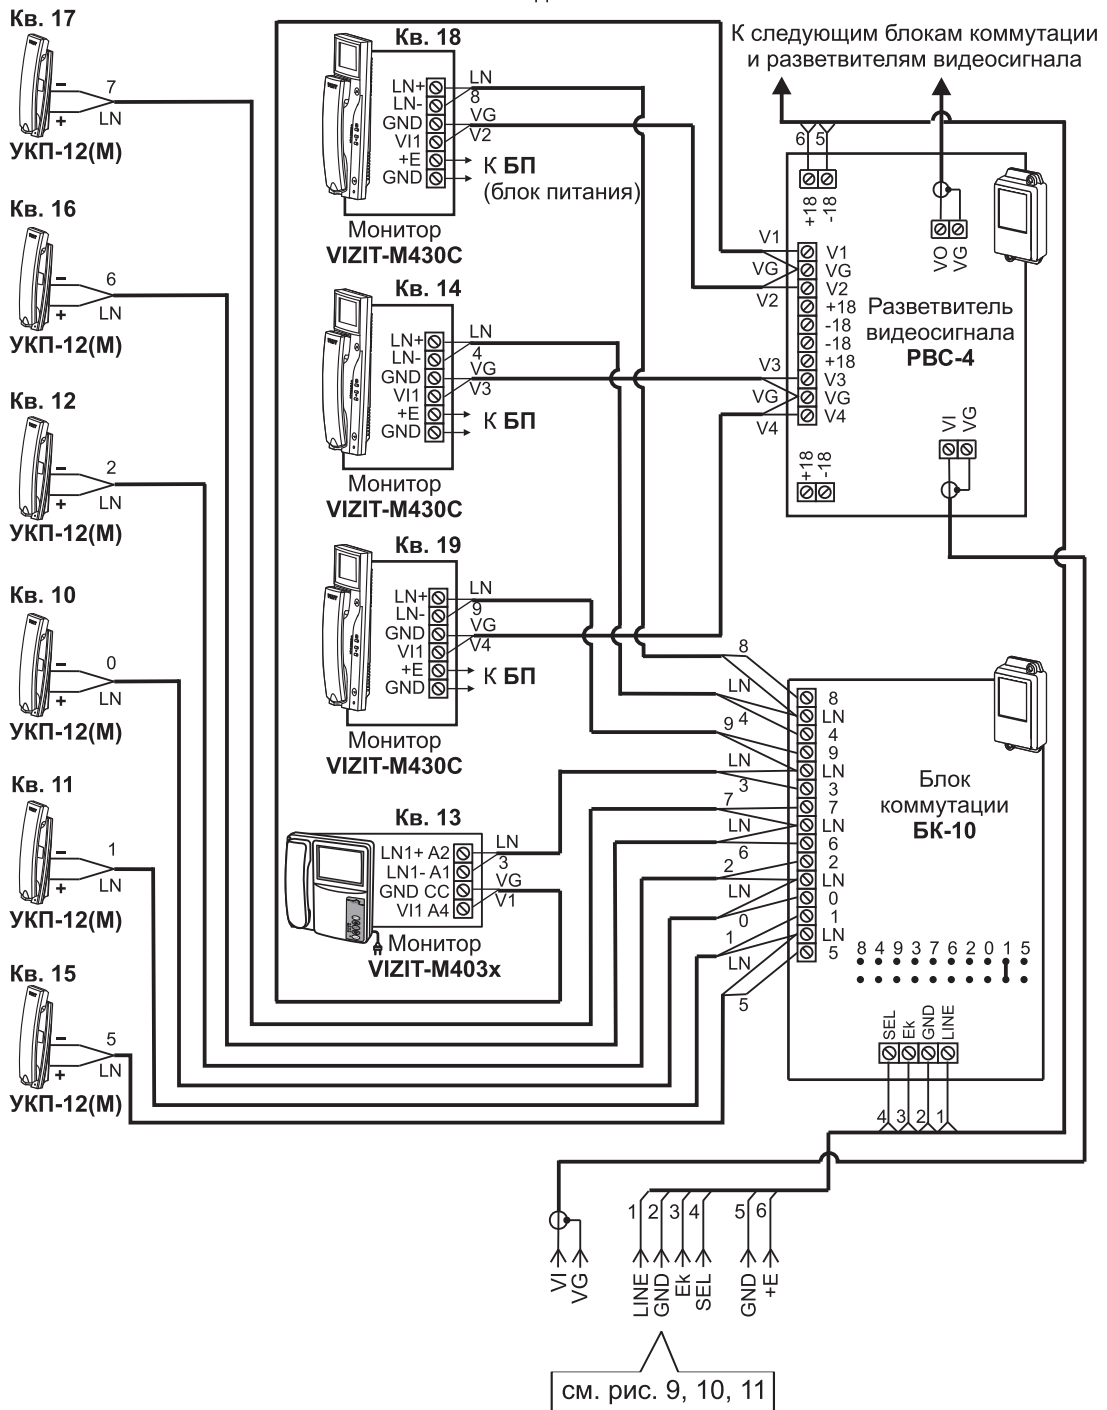 Кв. 17
–
+
7
LN
УКП-12(М)
Кв. 16
–
+
6
LN
УКП-12(М)
Кв. 12
–
+
2
LN
УКП-12(М)
Кв. 10
–
+
0
LN
УКП-12(М)
Кв. 11
–
+
1
LN
УКП-12(М)
Кв. 15
–
+
5
LN
УКП-12(М)
Кв. 18
LN+
LN-
GND
VI1
+E
GND
LN
8
VG
V2
К БП
(блок питания)
Монитор
VIZIT-M430C
Кв. 14
LN+
LN-
GND
VI1
+E
GND
LN
4
VG
V3
К БП
Монитор
VIZIT-M430C
Кв. 19
LN+
LN-
GND
VI1
+E
GND
LN
9
VG
V4
К БП
Монитор
VIZIT-M430C
Кв. 13
LN1+ A2
LN1- A1
GND CC
VI1 A4
LN
3
VG
V1
Монитор
VIZIT-M403x
К следующим блокам коммутации
и разветвителям видеосигнала
6 5
+18 -18
VO VG
V1
VG
V2
V3
VG
V4
V1
VG
V2
+18
-18
-18
+18
V3
VG
V4
Разветвитель
видеосигнала
РВС-4
VI VG
+18 -18
8
LN
4
9
LN
3
7
LN
6
2
LN
0
1
LN
5
8
LN
4
9
LN
3
7
LN
6
2
LN
0
1
LN
5
Блок
коммутации
БК-10
8 4 9 3 7 6 2 0 1 5
SEL Ek GND LINE
4 3 2 1
1 2 3 4 5 6
VI VG LINE GND Ek SEL GND +E
см. рис. 9, 10, 11